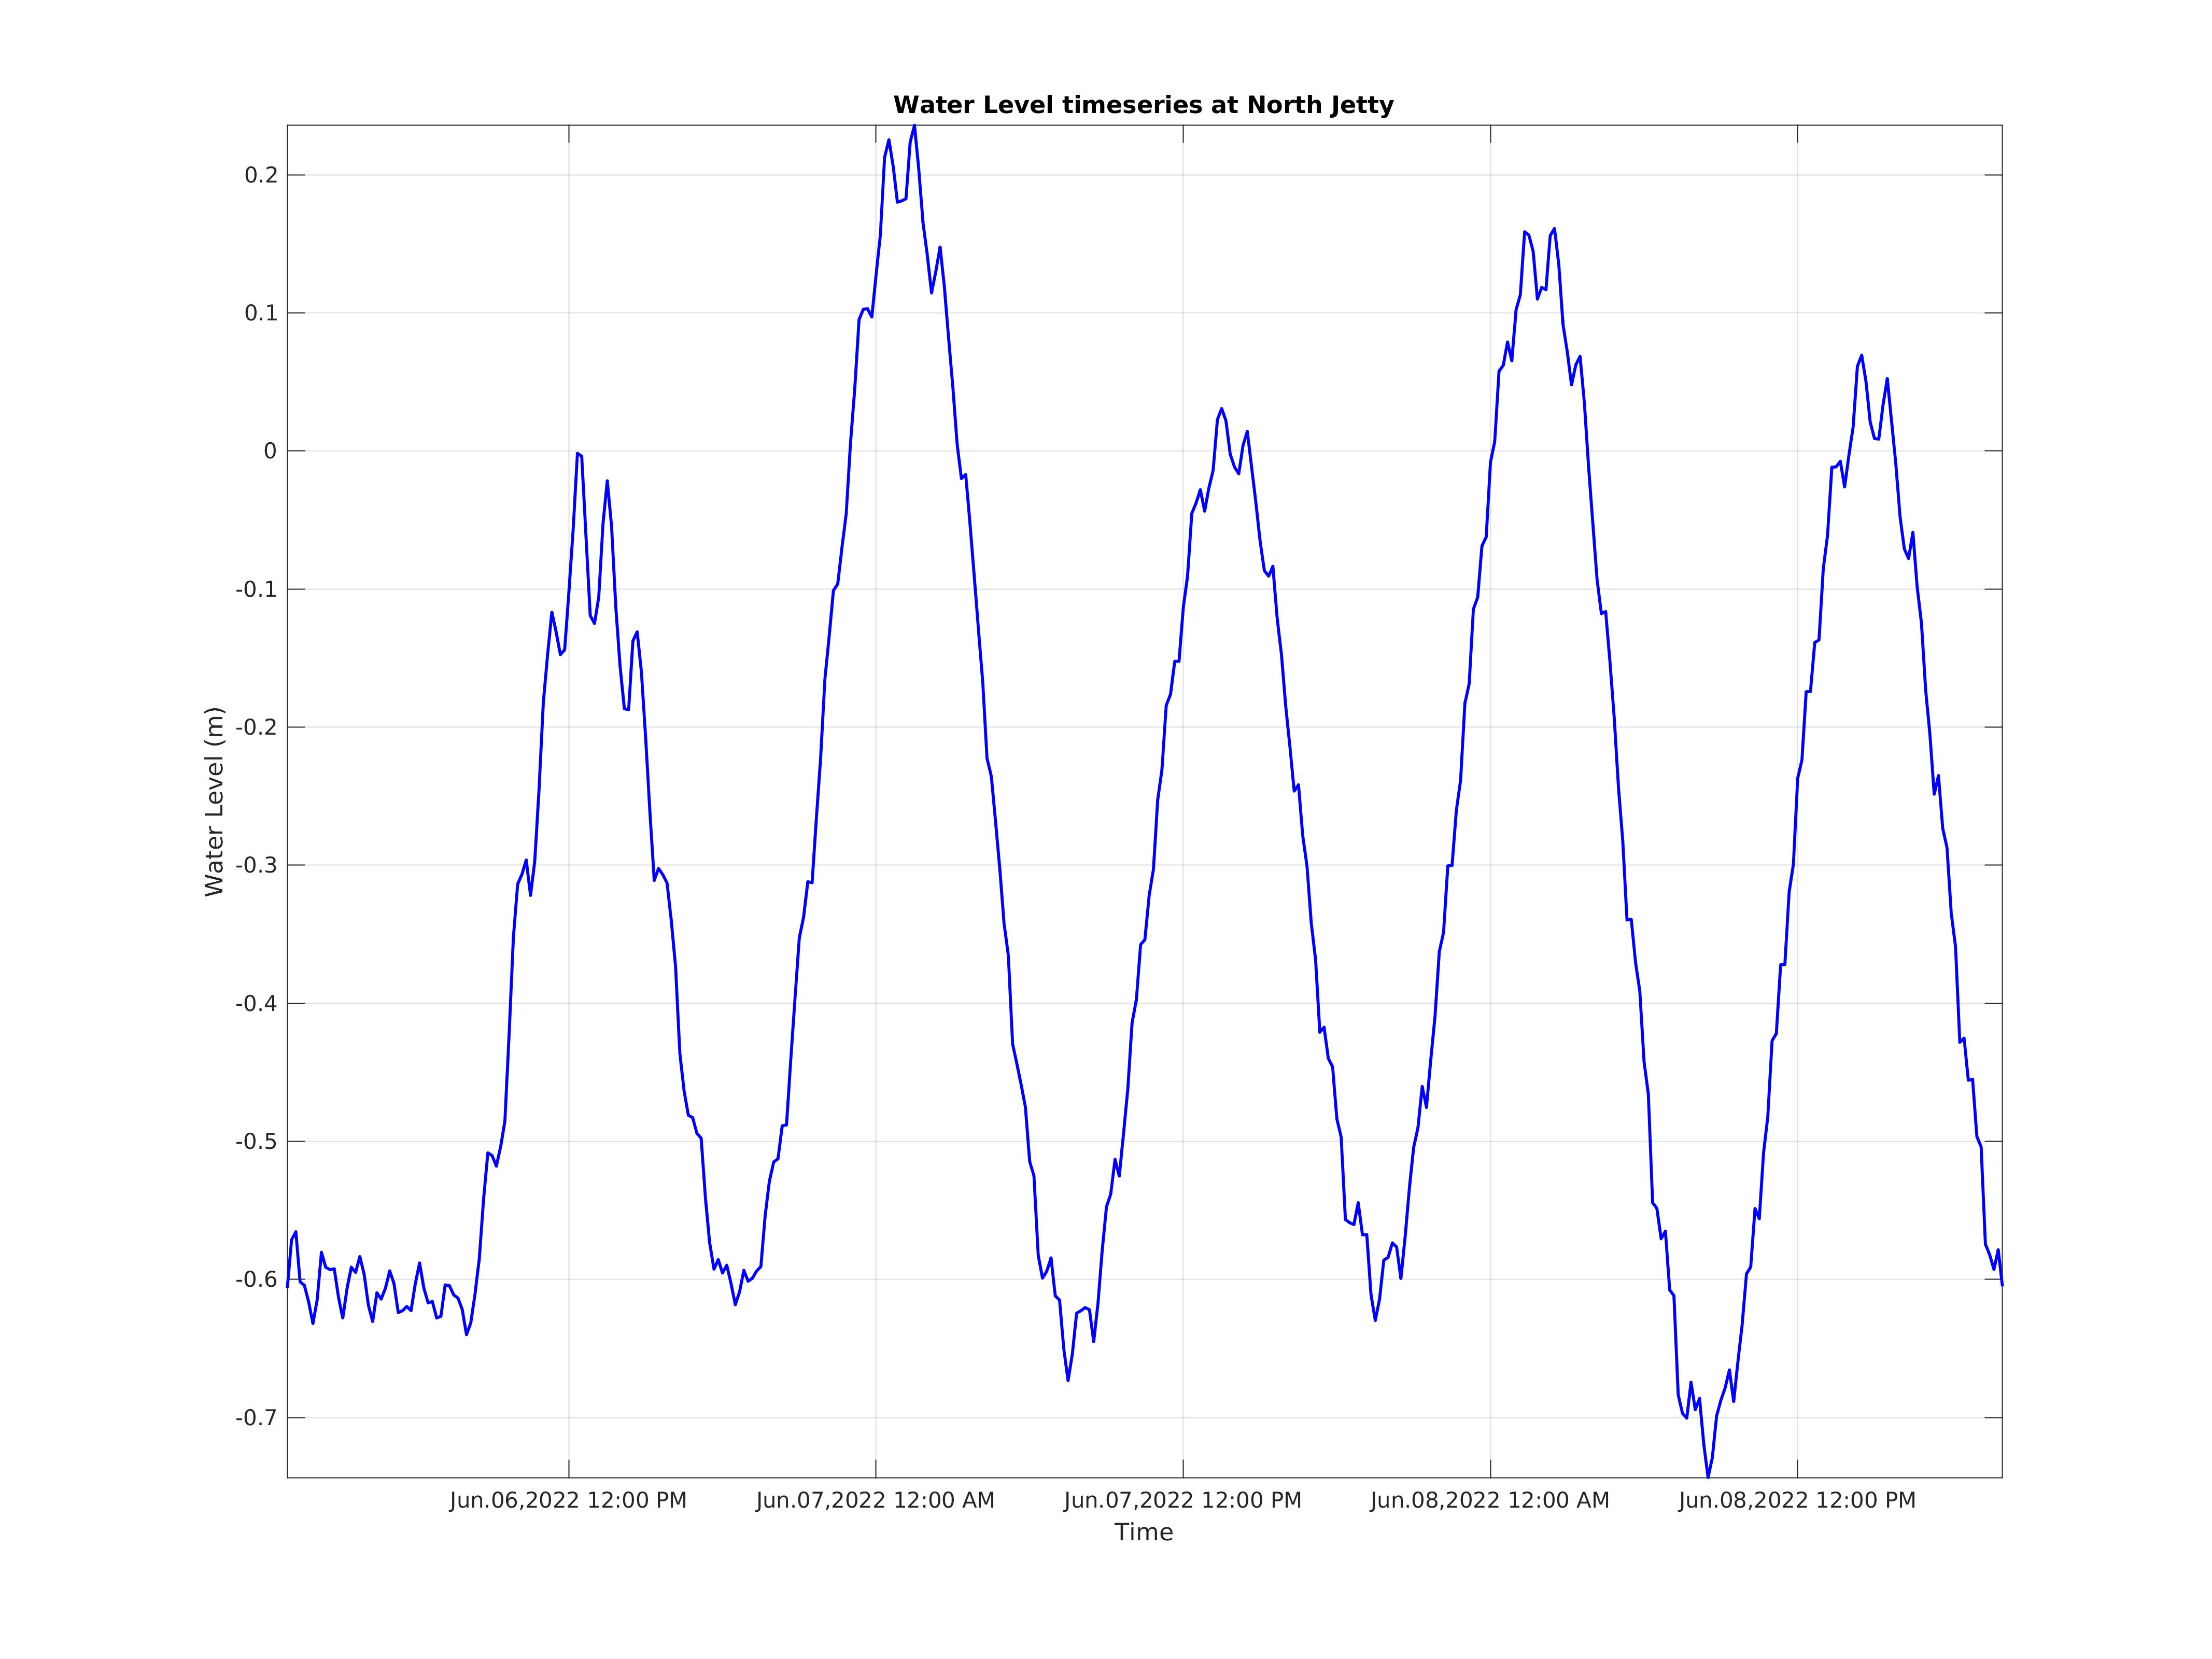 Water Level timeseries at North Jetty
0.2
0.1
0
-0.1
-0.2
-0.3
-0.4
-0.5
-0.6
-0.7
Water Level (m)
Jun.06,2022 12:00 PM Jun.07,2022 12:00 AM Jun.07,2022 12:00 PM Jun.08,2022 12:00 AM Jun.08,2022 12:00 PM
Time